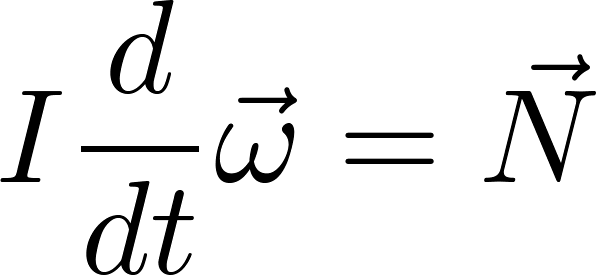 I d/dt ω⃗ = N⃗